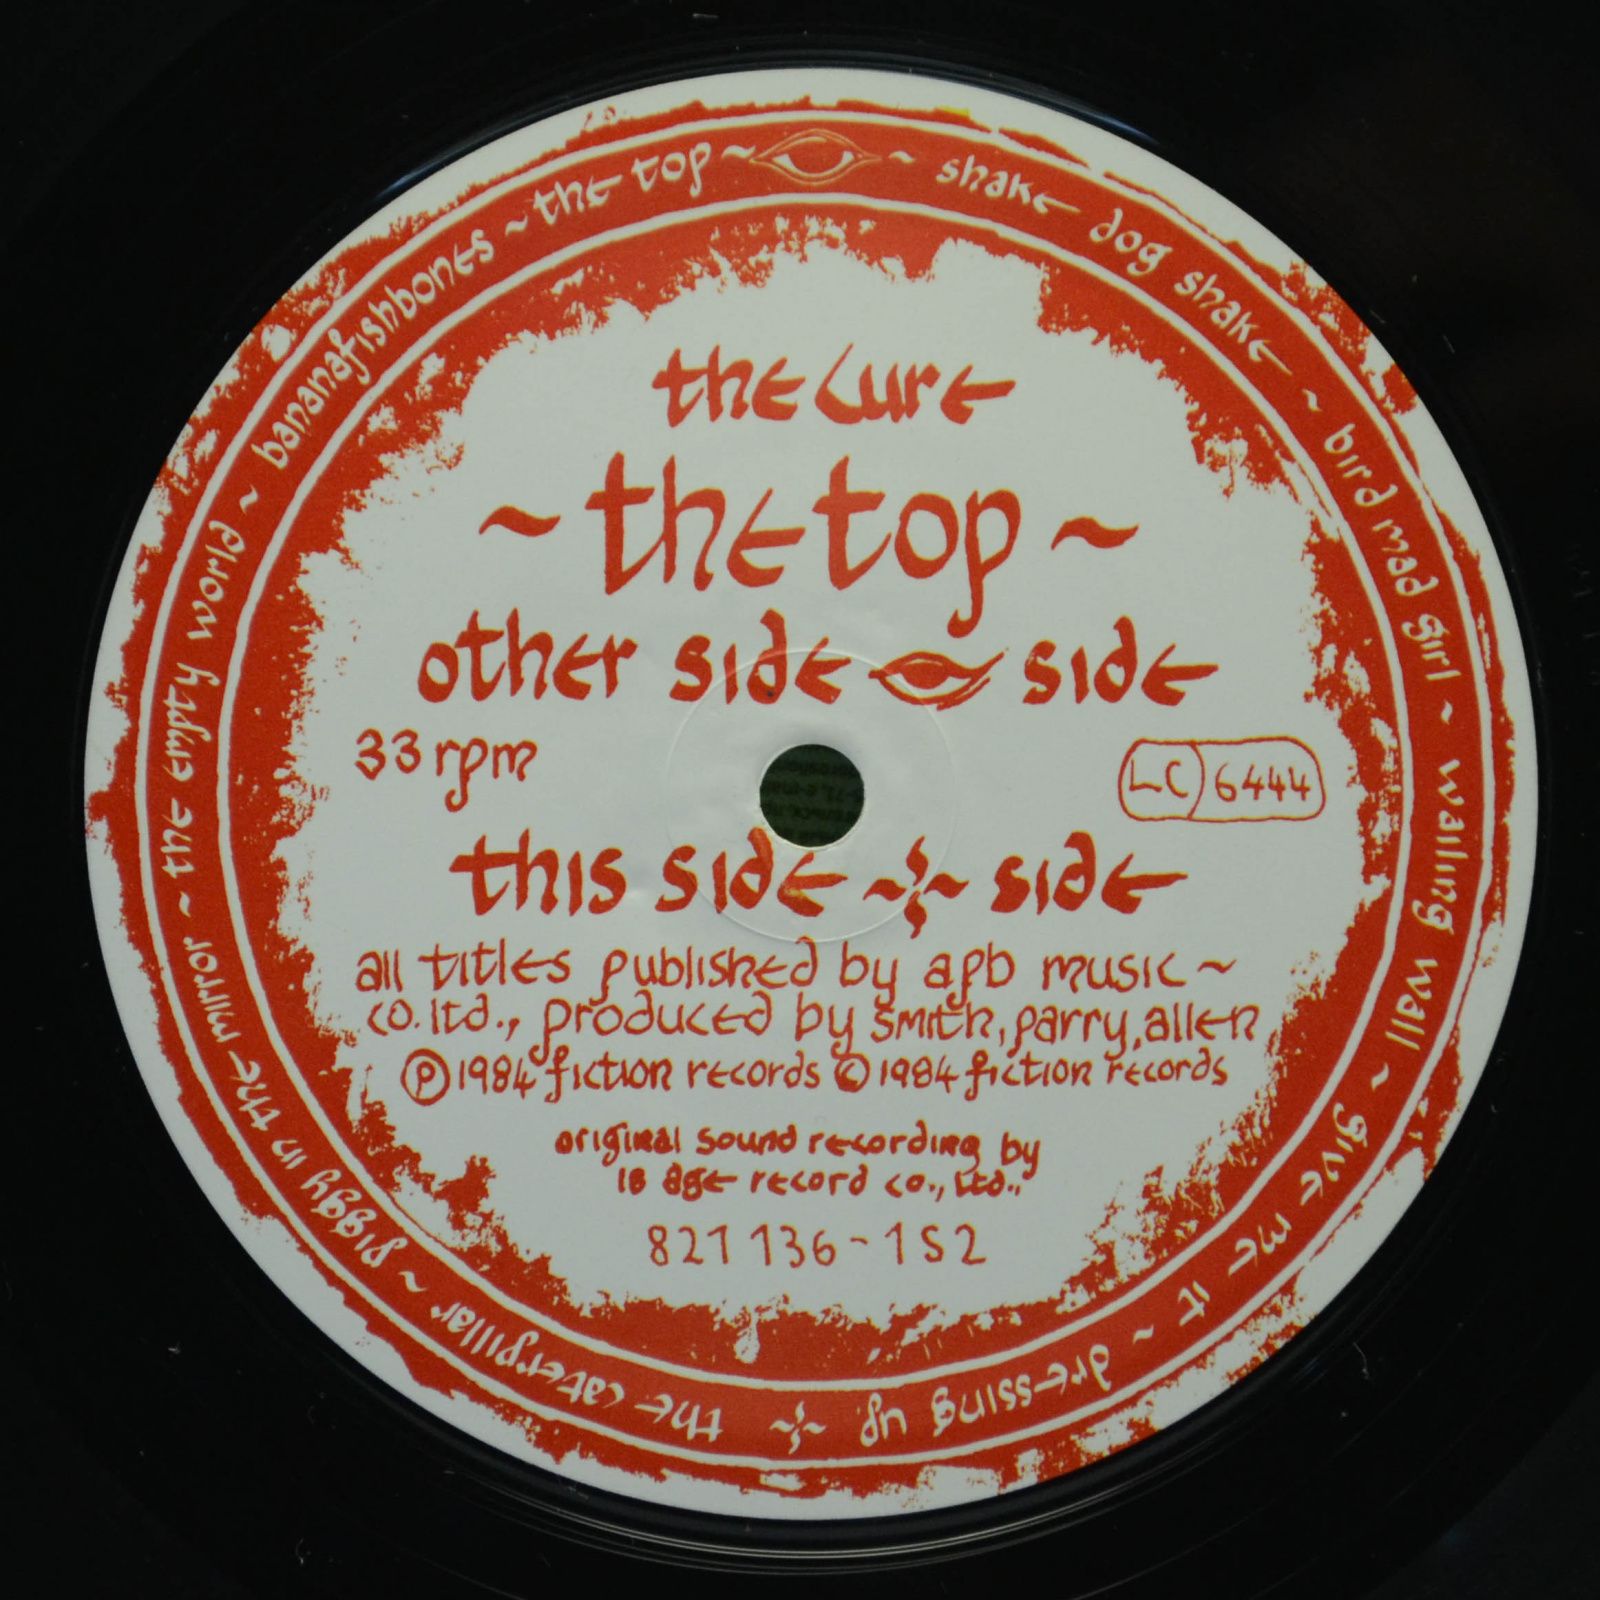 ~ shake dog shake ~ bird mad girl ~ wailing wall ~ give me it ~ dressing up
the caterpillar ~ piggy in the mirror ~ the empty world ~ bananafishbones ~ the top ~
the cure
~ the top ~
other side side
33 rpm
LC 6444
this side side
all titles published by apb music ~
co. ltd., produced by smith, parry, allen
℗ 1984 fiction records © 1984 fiction records
original sound recording by
18 age record co., ltd.,
821 136 - 1 S2